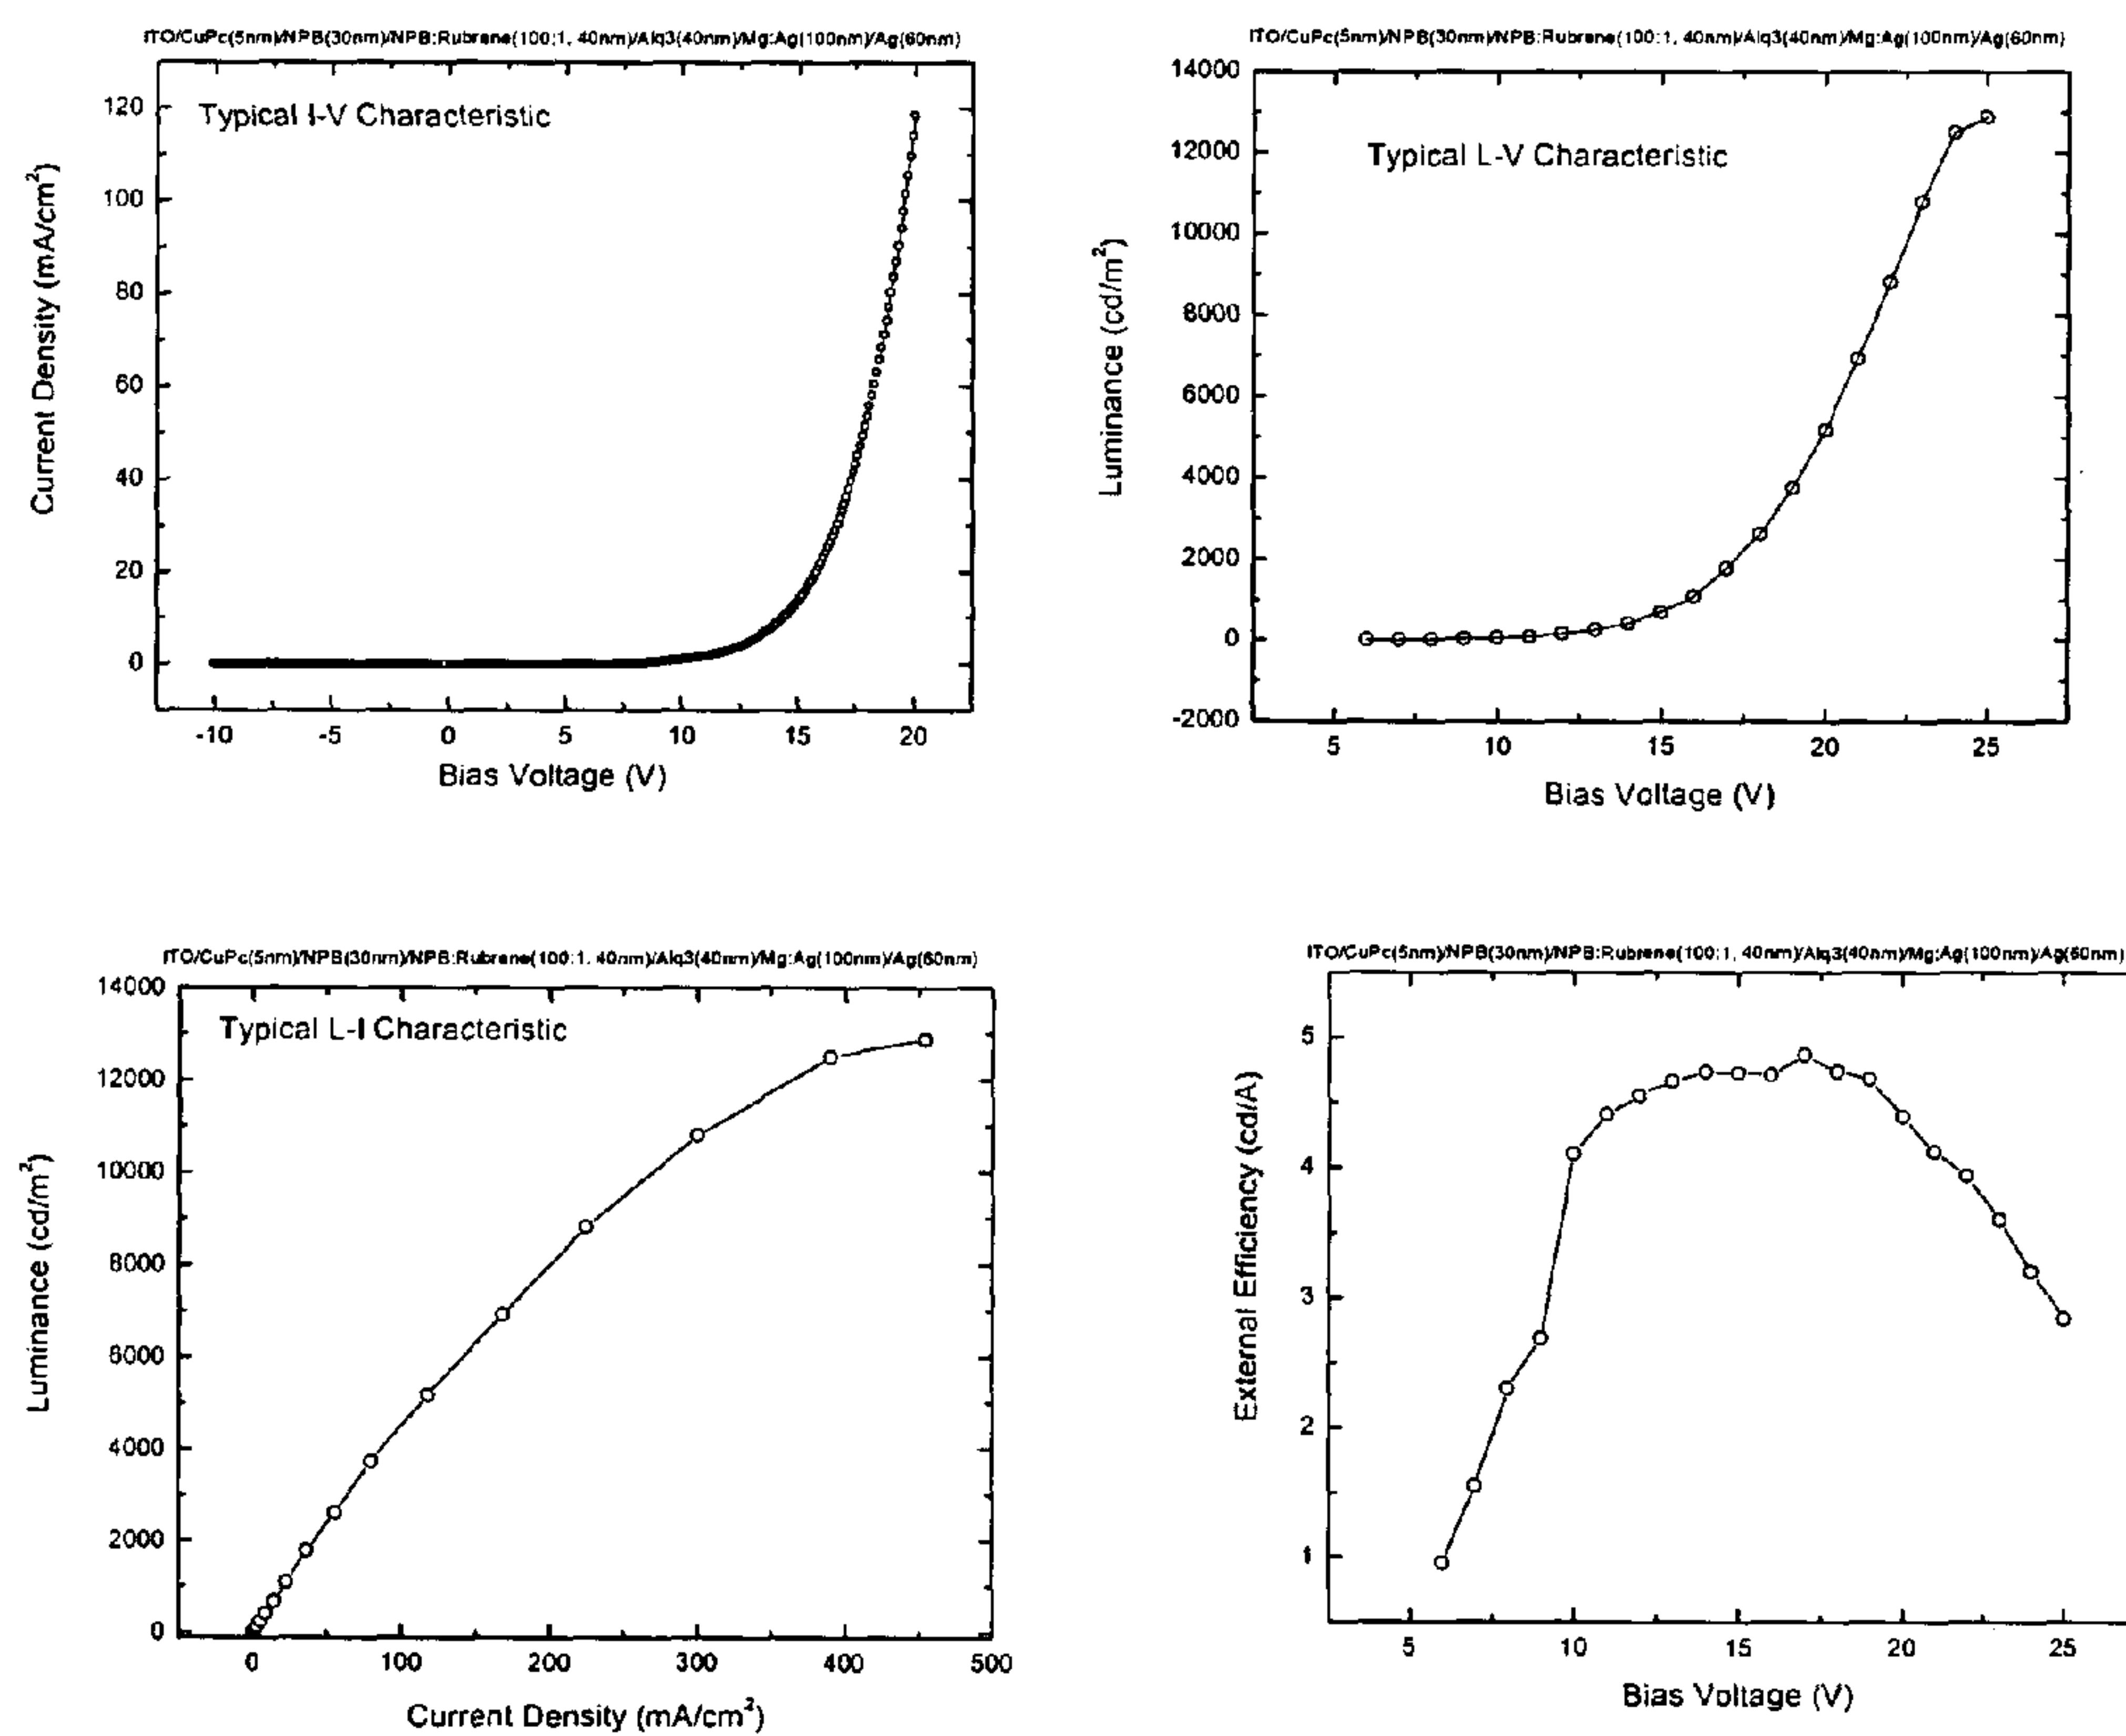 ITO/CuPc(5nm)/NPB(30nm)/NPB:Rubrene(100:1, 40nm)/Alq3(40nm)/Mg:Ag(100nm)/Ag(60nm)
Typical I-V Characteristic
Current Density (mA/cm²)
120
100
80
60
40
20
0
-10 -5 0 5 10 15 20
Bias Voltage (V)
ITO/CuPc(5nm)/NPB(30nm)/NPB:Rubrene(100:1, 40nm)/Alq3(40nm)/Mg:Ag(100nm)/Ag(60nm)
Typical L-V Characteristic
Luminance (cd/m²)
14000
12000
10000
8000
6000
4000
2000
0
-2000
5 10 15 20 25
Bias Voltage (V)
ITO/CuPc(5nm)/NPB(30nm)/NPB:Rubrene(100:1, 40nm)/Alq3(40nm)/Mg:Ag(100nm)/Ag(60nm)
Typical L-I Characteristic
Luminance (cd/m²)
14000
12000
10000
8000
6000
4000
2000
0
0 100 200 300 400 500
Current Density (mA/cm²)
ITO/CuPc(5nm)/NPB(30nm)/NPB:Rubrene(100:1, 40nm)/Alq3(40nm)/Mg:Ag(100nm)/Ag(60nm)
External Efficiency (cd/A)
5
4
3
2
1
5 10 15 20 25
Bias Voltage (V)